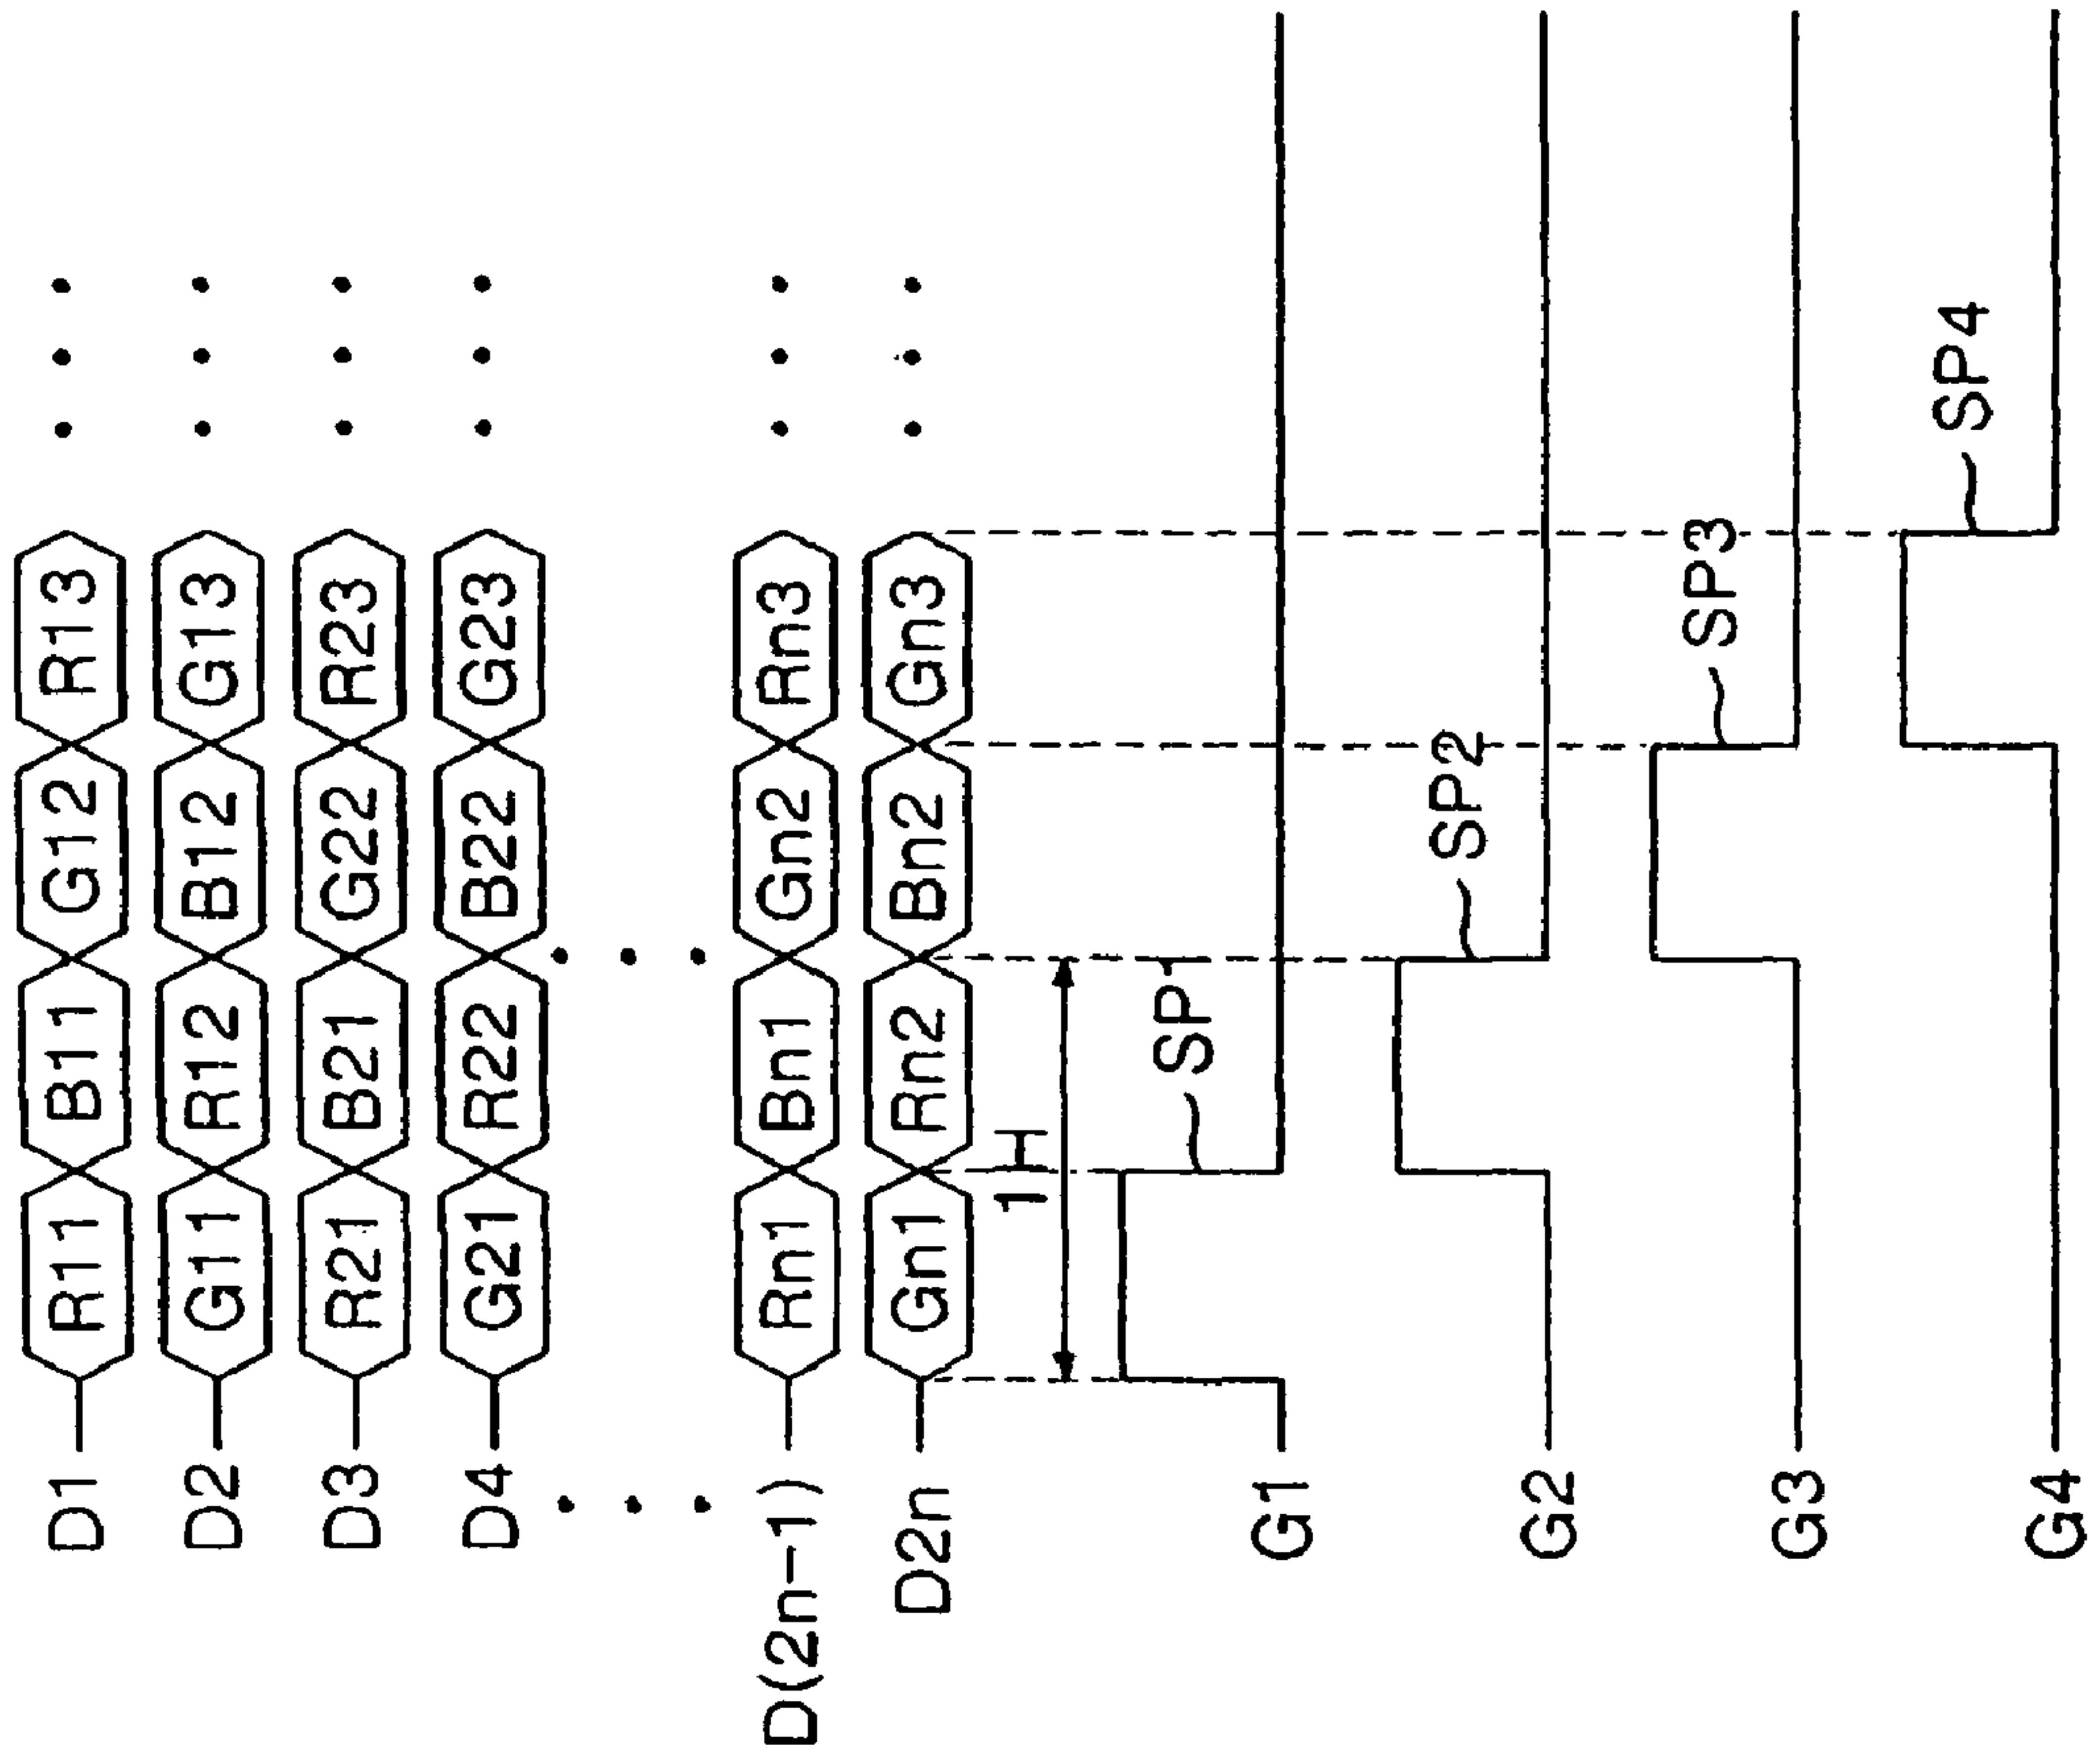 D1 R11 B11 G12 R13 . . .
D2 G11 R12 B12 G13 . . .
D3 R21 B21 G22 R23 . . .
D4 G21 R22 B22 G23 . . .
D(2n-1) Rn1 Bn1 Gn2 Rn3 . . .
D2n Gn1 Rn2 Bn2 Gn3 . . .
1H
G1 SP1
G2 SP2
G3 SP3
G4 SP4